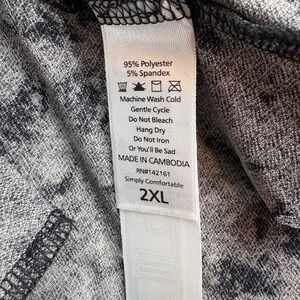 95% Polyester
5% Spandex
Machine Wash Cold
Gentle Cycle
Do Not Bleach
Hang Dry
Do Not Iron
Or You'll Be Sad
MADE IN CAMBODIA
RN#142161
Simply Comfortable
2XL